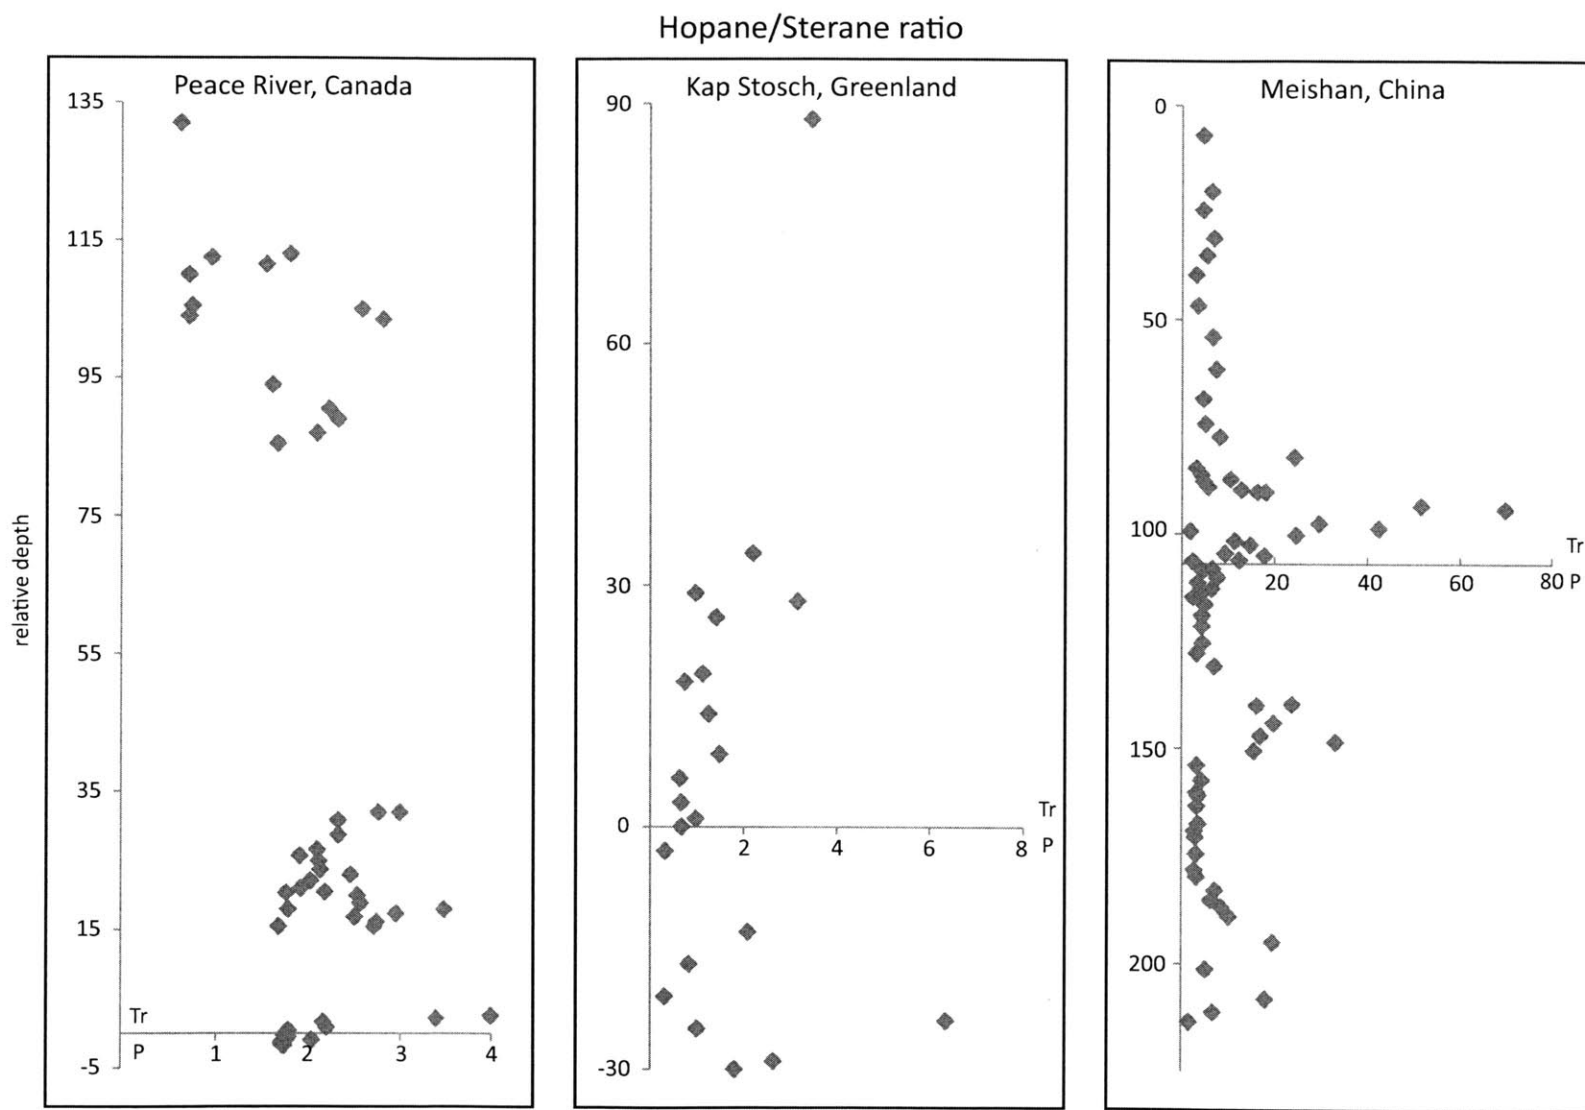 Hopane/Sterane ratio
Peace River, Canada
135
115
95
75
55
35
15
-5
Tr
P
1
2
3
4
relative depth
Kap Stosch, Greenland
90
60
30
0
-30
Tr
P
2
4
6
8
Meishan, China
0
50
100
150
200
Tr
P
20
40
60
80